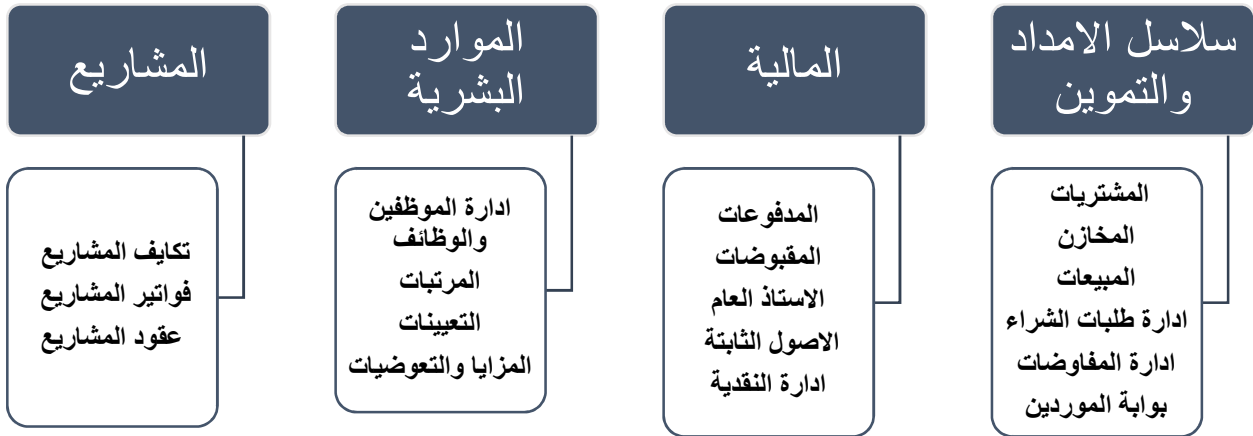 سلاسل الامداد
والتموين
المشتريات
المخازن
المبيعات
ادارة طلبات الشراء
ادارة المفاوضات
بوابة الموردين
المالية
المدفوعات
المقبوضات
الاستاذ العام
الاصول الثابتة
ادارة النقدية
الموارد
البشرية
ادارة الموظفين
والوظائف
المرتبات
التعيينات
المزايا والتعوضيات
المشاريع
تكايف المشاريع
فواتير المشاريع
عقود المشاريع